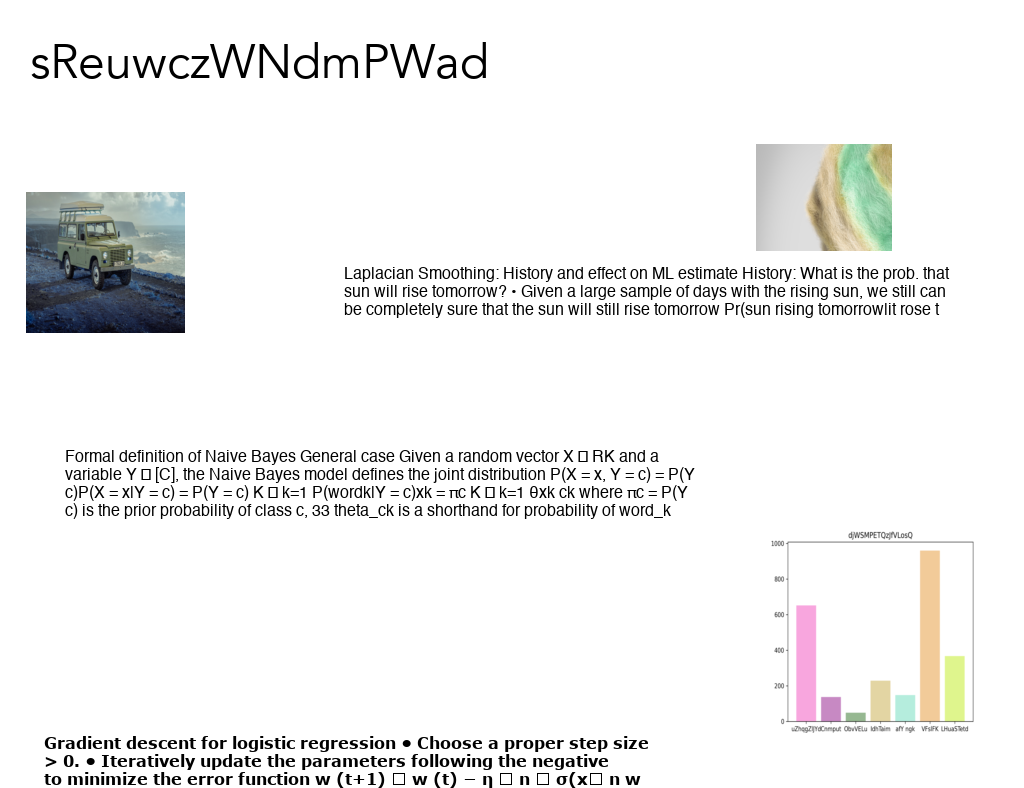 sReuwczWNdmPWad
Laplacian Smoothing: History and effect on ML estimate History: What is the prob. that
sun will rise tomorrow? • Given a large sample of days with the rising sun, we still can
be completely sure that the sun will still rise tomorrow Pr(sun rising tomorrow|it rose t
Formal definition of Naive Bayes General case Given a random vector X □ RK and a
variable Y □ [C], the Naive Bayes model defines the joint distribution P(X = x, Y = c) = P(Y
c)P(X = x|Y = c) = P(Y = c) K □ k=1 P(wordk|Y = c)xk = πc K □ k=1 θxk ck where πc = P(Y
c) is the prior probability of class c, 33 theta_ck is a shorthand for probability of word_k
djWSMPETQzJfVLosQ
1000
800
600
400
200
0
uZhqgZIJYd Cnmput ObvVELu IdhTaim afY ngk VFsIFK LHuaSTetd
Gradient descent for logistic regression • Choose a proper step size
> 0. • Iteratively update the parameters following the negative
to minimize the error function w (t+1) □ w (t) − η □ n □ σ(x□ n w